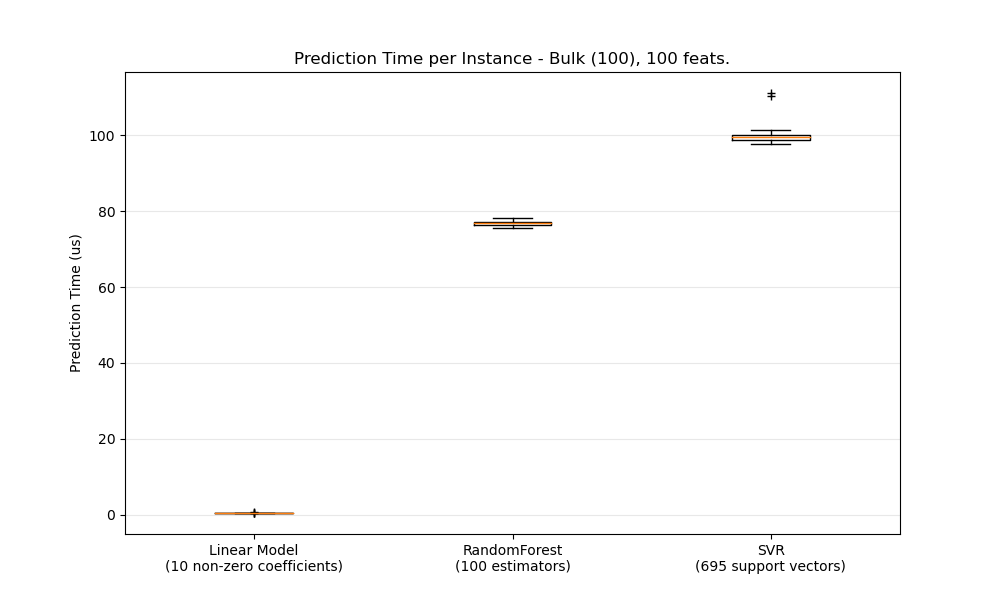 Prediction Time per Instance - Bulk (100), 100 feats.
Prediction Time (us)
100
80
60
40
20
0
Linear Model
(10 non-zero coefficients)
RandomForest
(100 estimators)
SVR
(695 support vectors)